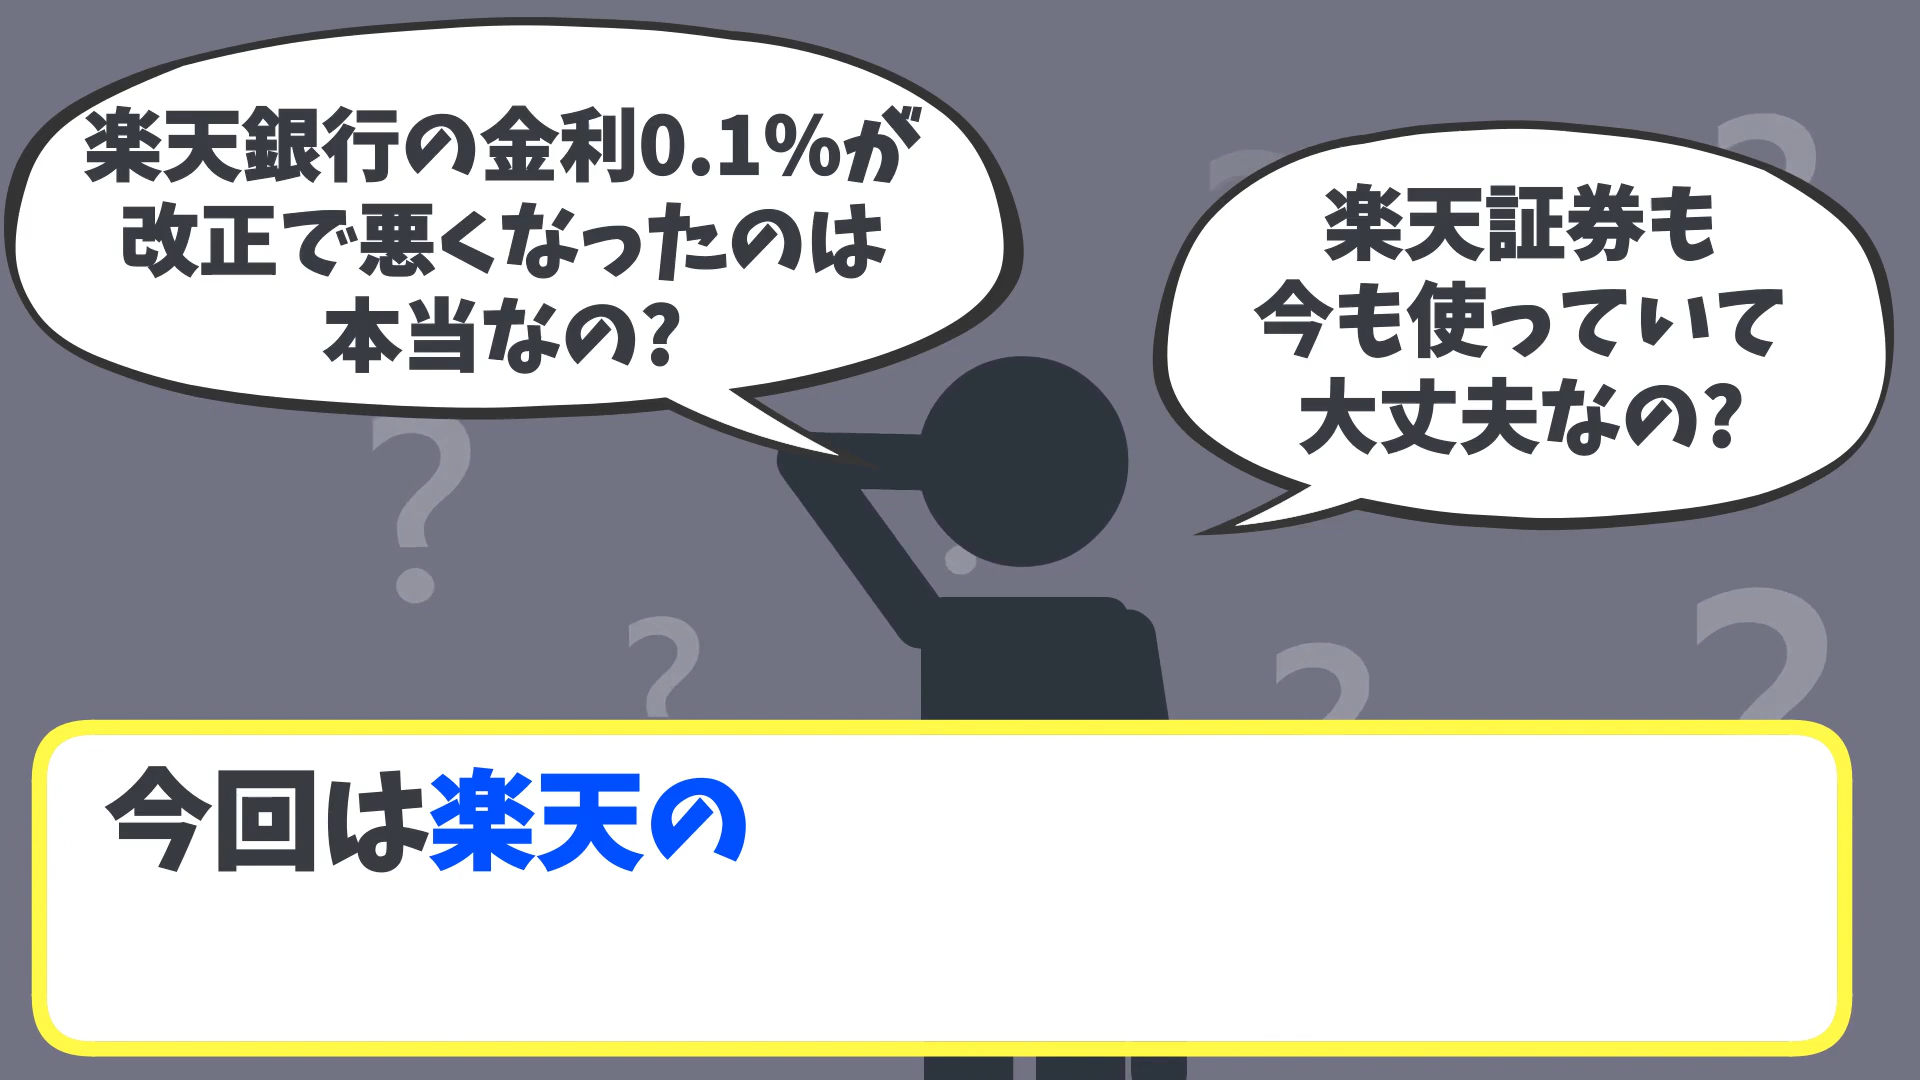 楽天銀行の金利0.1%が
改正で悪くなったのは
本当なの?
楽天証券も
今も使っていて
大丈夫なの?
今回は楽天の